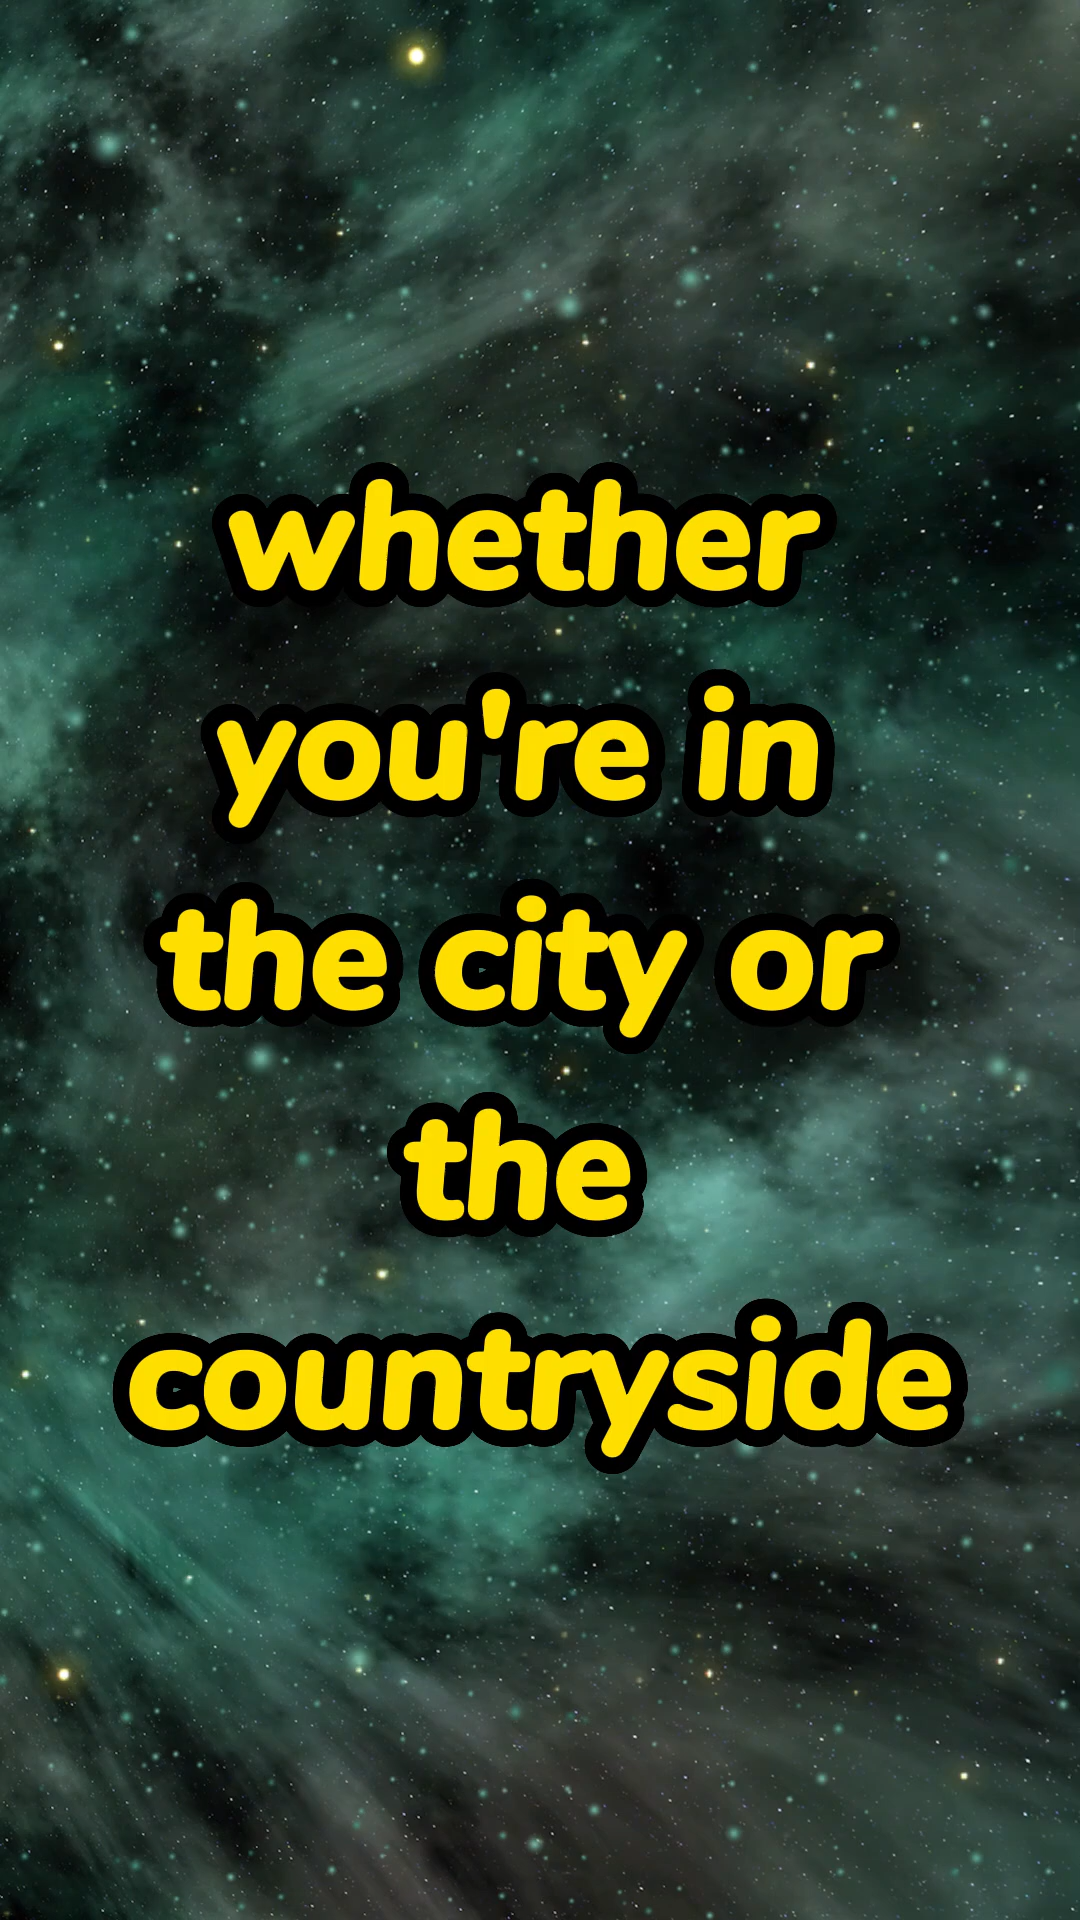 whether
you're in
the city or
the
countryside